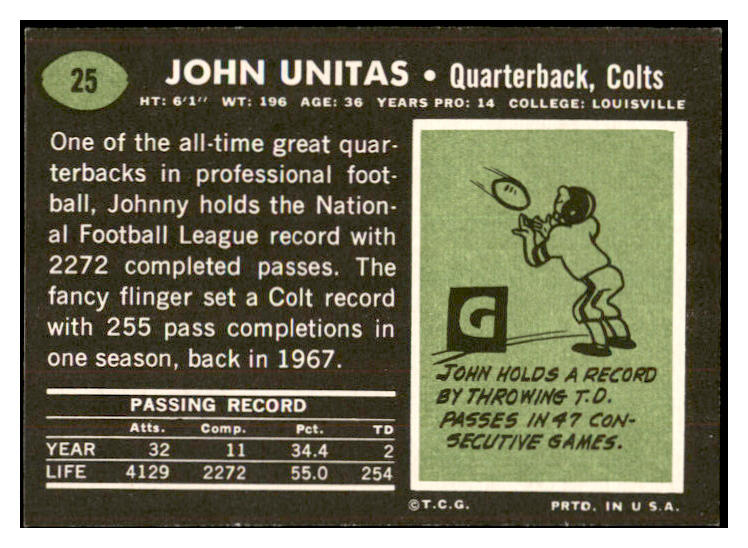 25
JOHN UNITAS • Quarterback, Colts
HT: 6'1" WT: 196 AGE: 36 YEARS PRO: 14 COLLEGE: LOUISVILLE
One of the all-time great quar-
terbacks in professional foot-
ball, Johnny holds the Nation-
al Football League record with
2272 completed passes. The
fancy flinger set a Colt record
with 255 pass completions in
one season, back in 1967.
PASSING RECORD
Atts. Comp. Pct. TD
YEAR 32 11 34.4 2
LIFE 4129 2272 55.0 254
G
JOHN HOLDS A RECORD
BY THROWING T.D.
PASSES IN 47 CON-
SECUTIVE GAMES.
©T.C.G. PRTD. IN U S.A.